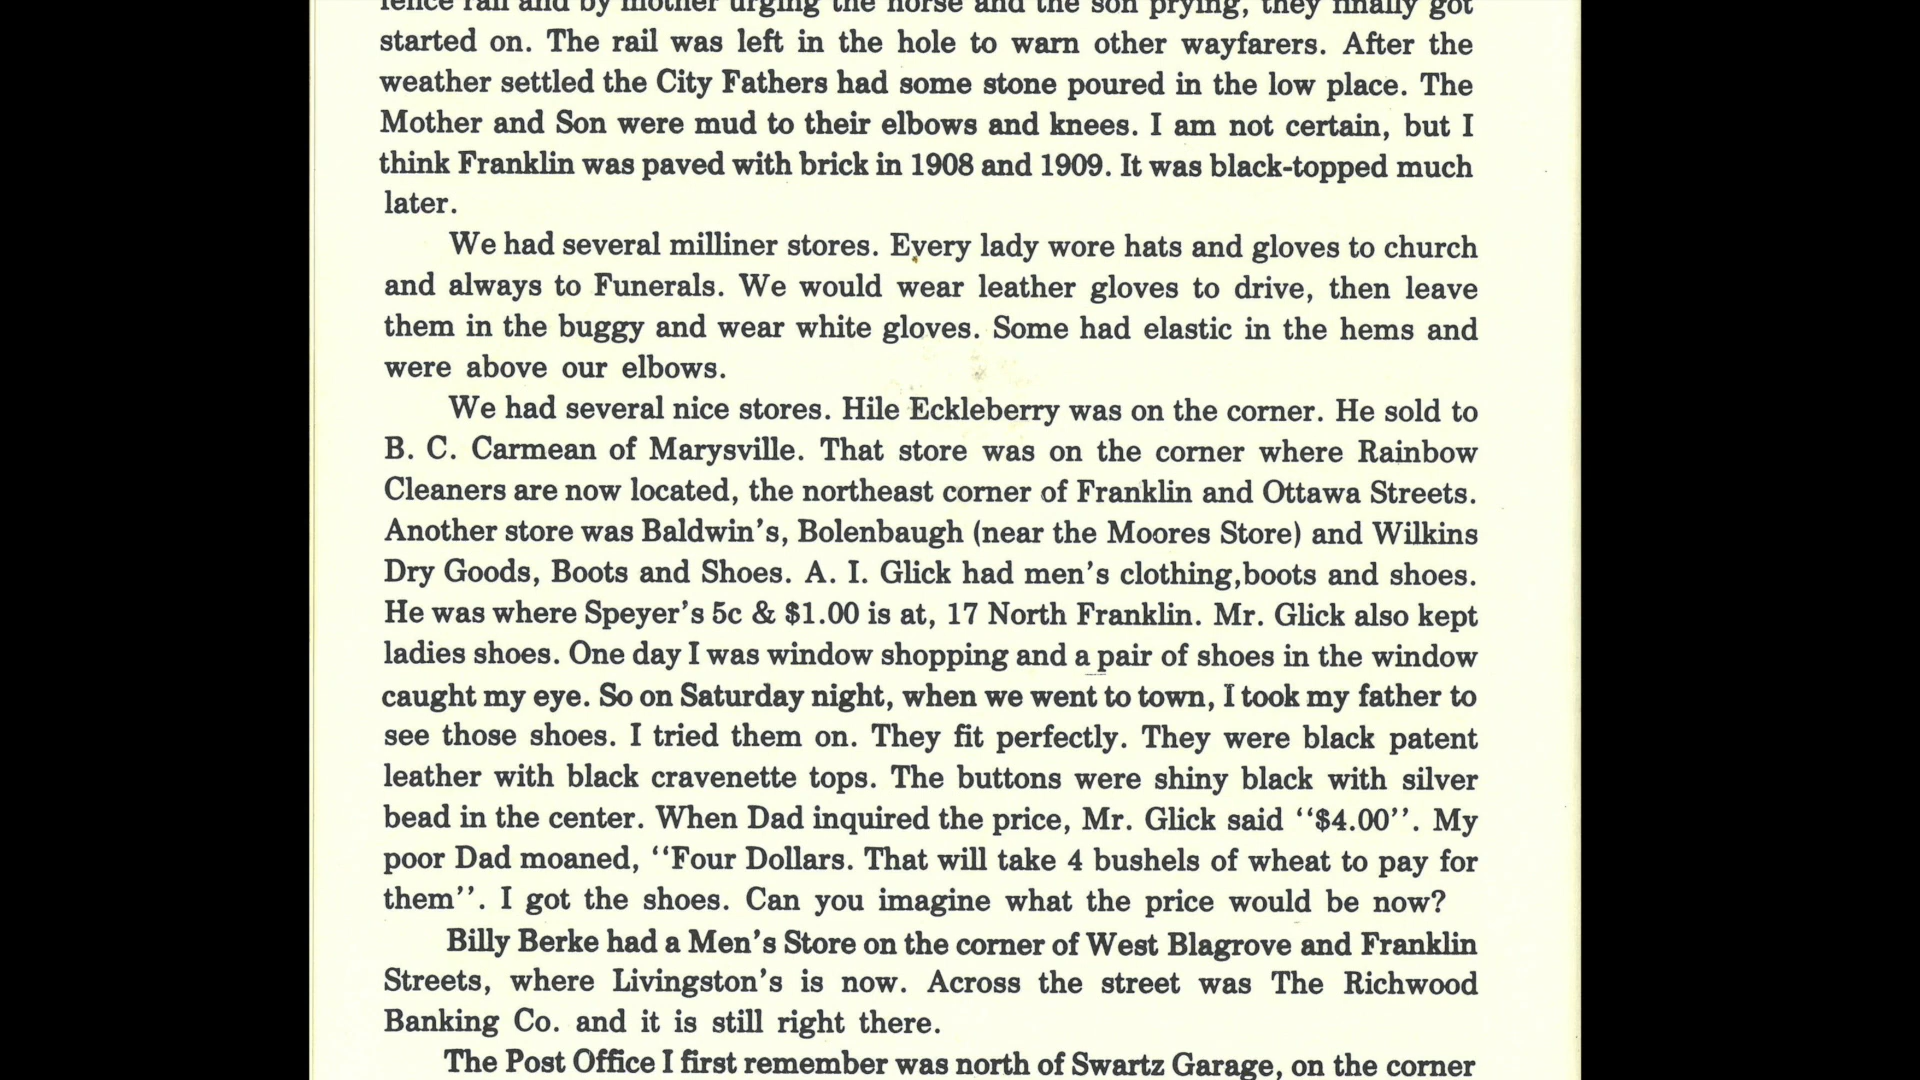 fence rail and by mother urging the horse and the son prying, they finally got
started on. The rail was left in the hole to warn other wayfarers. After the
weather settled the City Fathers had some stone poured in the low place. The
Mother and Son were mud to their elbows and knees. I am not certain, but I
think Franklin was paved with brick in 1908 and 1909. It was black-topped much
later.
We had several milliner stores. Every lady wore hats and gloves to church
and always to Funerals. We would wear leather gloves to drive, then leave
them in the buggy and wear white gloves. Some had elastic in the hems and
were above our elbows.
We had several nice stores. Hile Eckleberry was on the corner. He sold to
B. C. Carmean of Marysville. That store was on the corner where Rainbow
Cleaners are now located, the northeast corner of Franklin and Ottawa Streets.
Another store was Baldwin's, Bolenbaugh (near the Moores Store) and Wilkins
Dry Goods, Boots and Shoes. A. I. Glick had men's clothing,boots and shoes.
He was where Speyer's 5c & $1.00 is at, 17 North Franklin. Mr. Glick also kept
ladies shoes. One day I was window shopping and a pair of shoes in the window
caught my eye. So on Saturday night, when we went to town, I took my father to
see those shoes. I tried them on. They fit perfectly. They were black patent
leather with black cravenette tops. The buttons were shiny black with silver
bead in the center. When Dad inquired the price, Mr. Glick said ''$4.00''. My
poor Dad moaned, ''Four Dollars. That will take 4 bushels of wheat to pay for
them''. I got the shoes. Can you imagine what the price would be now?
Billy Berke had a Men's Store on the corner of West Blagrove and Franklin
Streets, where Livingston's is now. Across the street was The Richwood
Banking Co. and it is still right there.
The Post Office I first remember was north of Swartz Garage, on the corner